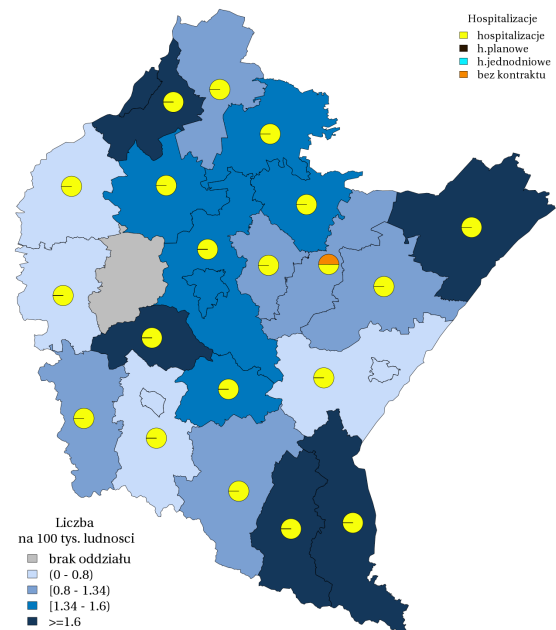 Hospitalizacje
hospitalizacje
h.planowe
h.jednodniowe
bez kontraktu
Liczba
na 100 tys. ludnosci
brak oddziału
(0 - 0.8)
[0.8 - 1.34)
[1.34 - 1.6)
>=1.6